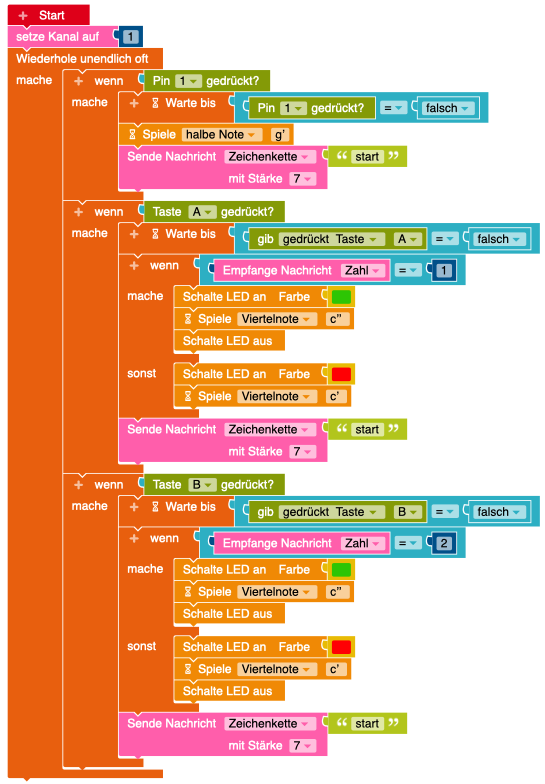 + Start
setze Kanal auf 1
Wiederhole unendlich oft
mache + wenn Pin 1 gedrückt?
mache + Warte bis Pin 1 gedrückt? = falsch
Spiele halbe Note g'
Sende Nachricht Zeichenkette “ start ”
mit Stärke 7
+ wenn Taste A gedrückt?
mache + Warte bis gib gedrückt Taste A = falsch
+ wenn Empfange Nachricht Zahl = 1
mache Schalte LED an Farbe
Spiele Viertelnote c''
Schalte LED aus
sonst Schalte LED an Farbe
Spiele Viertelnote c'
Sende Nachricht Zeichenkette “ start ”
mit Stärke 7
+ wenn Taste B gedrückt?
mache + Warte bis gib gedrückt Taste B = falsch
+ wenn Empfange Nachricht Zahl = 2
mache Schalte LED an Farbe
Spiele Viertelnote c''
Schalte LED aus
sonst Schalte LED an Farbe
Spiele Viertelnote c'
Schalte LED aus
Sende Nachricht Zeichenkette “ start ”
mit Stärke 7